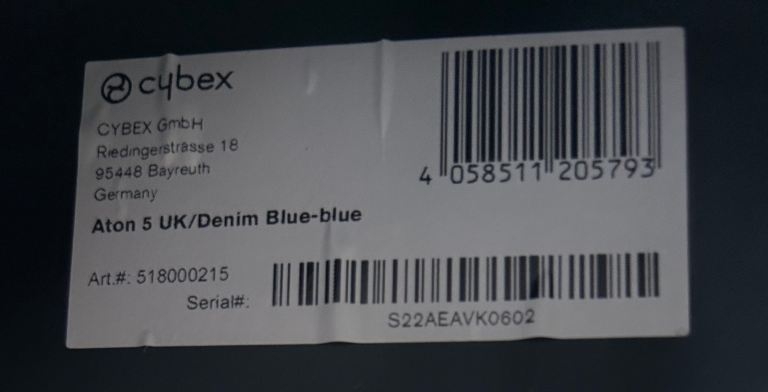 cybex
CYBEX GmbH
Riedingerstrasse 18
95448 Bayreuth
Germany
Aton 5 UK/Denim Blue-blue
4 058511 205793
Art.#: 518000215
Serial#:
S22AEAVK0602